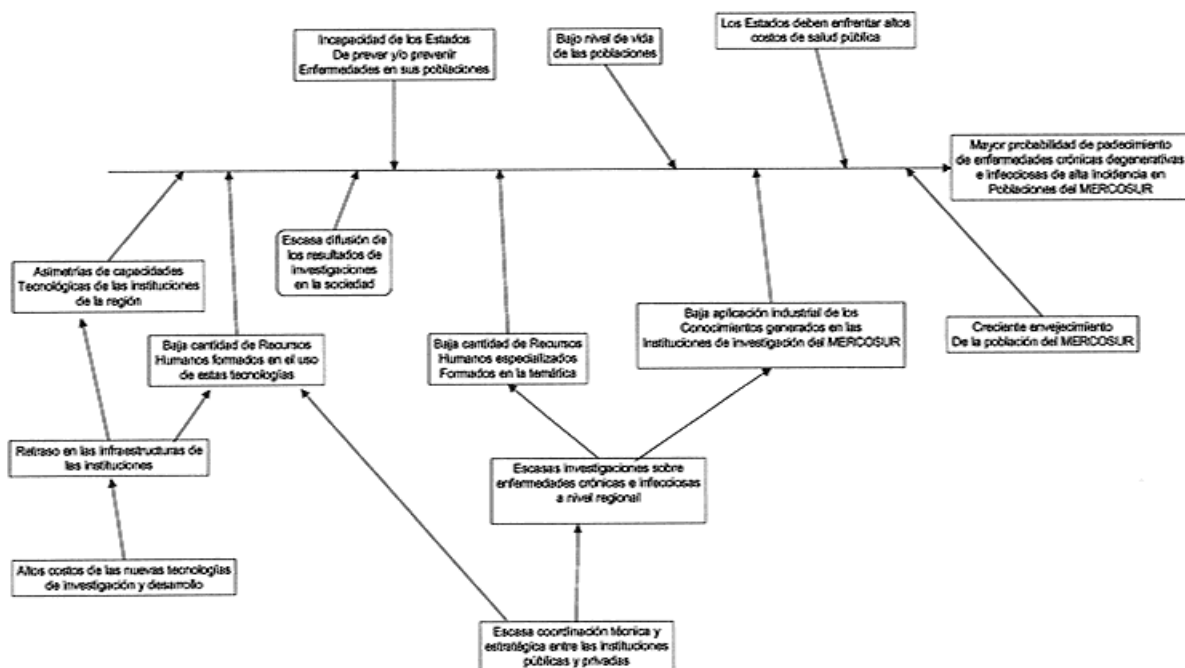 Incapacidad de los Estados
De prever y/o prevenir
Enfermedades en sus poblaciones
Bajo nivel de vida
de las poblaciones
Los Estados deben enfrentar altos
costos de salud pública
Mayor probabilidad de padecimiento
de enfermedades crónicas degenerativas
e infecciosas de alta incidencia en
Poblaciones del MERCOSUR
Escasa difusión de
los resultados de
investigaciones
en la sociedad
Asimetrías de capacidades
Tecnológicas de las instituciones
de la región
Baja cantidad de Recursos
Humanos formados en el uso
de estas tecnologías
Baja cantidad de Recursos
Humanos especializados
Formados en la temática
Baja aplicación industrial de los
Conocimientos generados en las
Instituciones de investigación del MERCOSUR
Creciente envejecimiento
De la población del MERCOSUR
Retraso en las infraestructuras de
las instituciones
Escasas investigaciones sobre
enfermedades crónicas e infecciosas
a nivel regional
Altos costos de las nuevas tecnologías
de investigación y desarrollo
Escasa coordinación técnica y
estratégica entre las instituciones
públicas y privadas